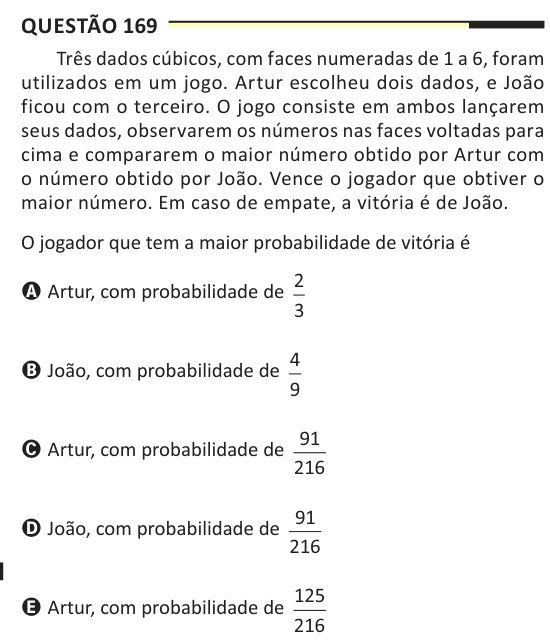 QUESTÃO 169
Três dados cúbicos, com faces numeradas de 1 a 6, foram
utilizados em um jogo. Artur escolheu dois dados, e João
ficou com o terceiro. O jogo consiste em ambos lançarem
seus dados, observarem os números nas faces voltadas para
cima e compararem o maior número obtido por Artur com
o número obtido por João. Vence o jogador que obtiver o
maior número. Em caso de empate, a vitória é de João.
O jogador que tem a maior probabilidade de vitória é
A Artur, com probabilidade de 2/3
B João, com probabilidade de 4/9
C Artur, com probabilidade de 91/216
D João, com probabilidade de 91/216
E Artur, com probabilidade de 125/216